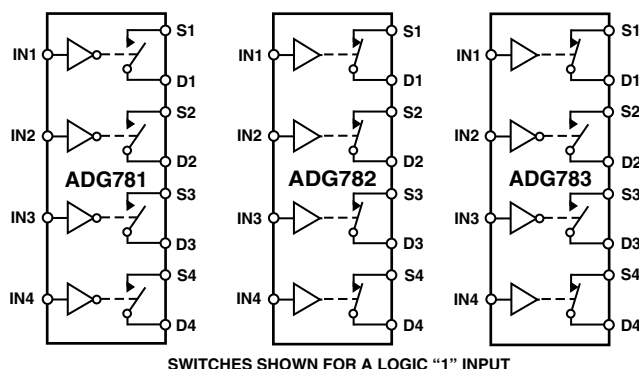 S1
IN1
D1
S2
IN2
D2
ADG781
S3
IN3
D3
S4
IN4
D4
S1
IN1
D1
S2
IN2
D2
ADG782
S3
IN3
D3
S4
IN4
D4
S1
IN1
D1
S2
IN2
D2
ADG783
S3
IN3
D3
S4
IN4
D4
SWITCHES SHOWN FOR A LOGIC “1” INPUT